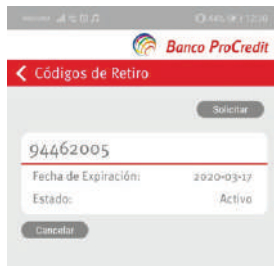 Banco ProCredit
Códigos de Retiro
Solicitar
94462005
Fecha de Expiración: 2020-03-17
Estado: Activo
Cancelar